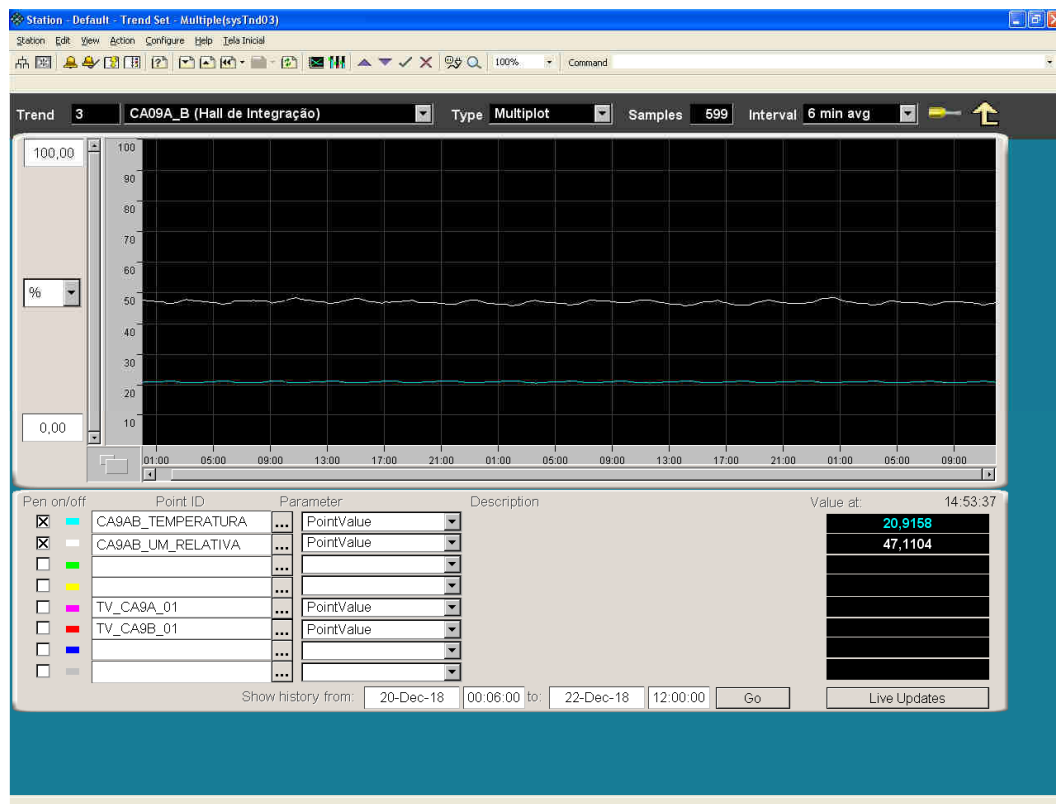 Station - Default - Trend Set - Multiple(sysTnd03)
Station Edit View Action Configure Help Tela Inicial
100% Command
Trend 3 CA09A_B (Hall de Integração) Type Multiplot Samples 599 Interval 6 min avg
100,00
%
0,00
100
90
80
70
60
50
40
30
20
10
01:00 05:00 09:00 13:00 17:00 21:00 01:00 05:00 09:00 13:00 17:00 21:00 01:00 05:00 09:00
Pen on/off Point ID Parameter Description Value at: 14:53:37
CA9AB_TEMPERATURA ... PointValue 20,9158
CA9AB_UM_RELATIVA ... PointValue 47,1104
...
...
TV_CA9A_01 ... PointValue
TV_CA9B_01 ... PointValue
...
...
Show history from: 20-Dec-18 00:06:00 to: 22-Dec-18 12:00:00 Go Live Updates